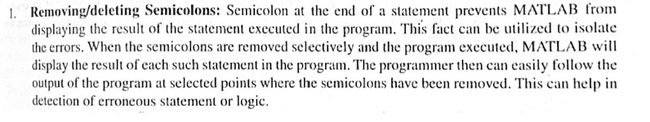 1. Removing/deleting Semicolons: Semicolon at the end of a statement prevents MATLAB from
displaying the result of the statement executed in the program. This fact can be utilized to isolate
the errors. When the semicolons are removed selectively and the program executed, MATLAB will
display the result of each such statement in the program. The programmer then can easily follow the
output of the program at selected points where the semicolons have been removed. This can help in
detection of erroneous statement or logic.